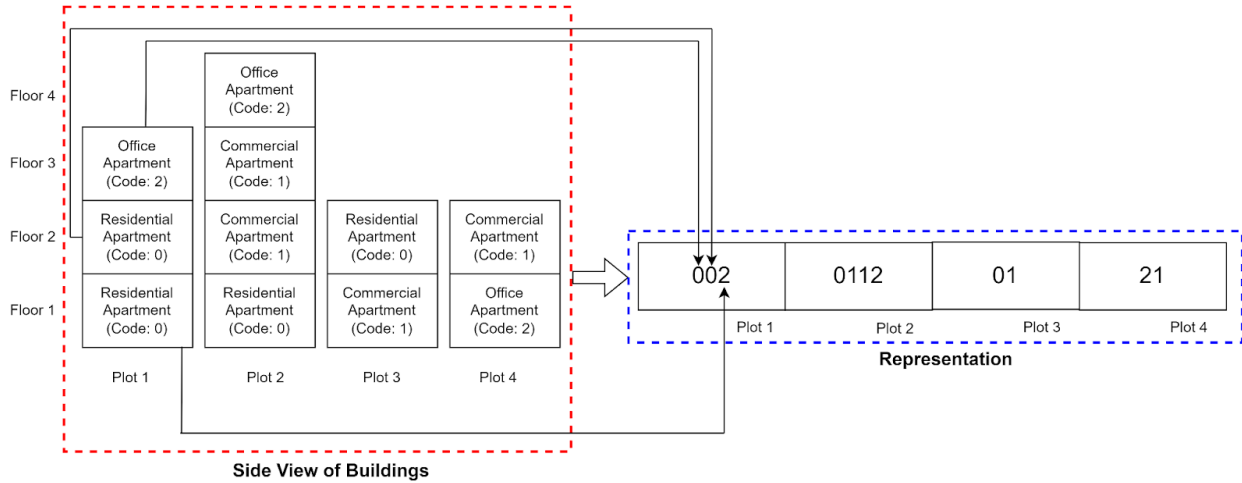 Floor 4
Office
Apartment
(Code: 2)
Floor 3
Office
Apartment
(Code: 2)
Commercial
Apartment
(Code: 1)
Floor 2
Residential
Apartment
(Code: 0)
Commercial
Apartment
(Code: 1)
Residential
Apartment
(Code: 0)
Commercial
Apartment
(Code: 1)
Floor 1
Residential
Apartment
(Code: 0)
Residential
Apartment
(Code: 0)
Commercial
Apartment
(Code: 1)
Office
Apartment
(Code: 2)
Plot 1
Plot 2
Plot 3
Plot 4
Side View of Buildings
002
0112
01
21
Plot 1
Plot 2
Plot 3
Plot 4
Representation